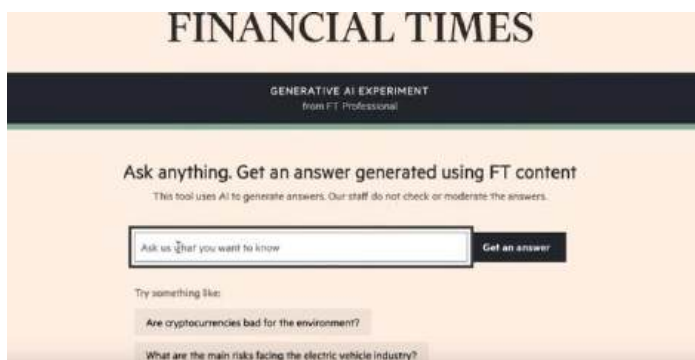 FINANCIAL TIMES
GENERATIVE AI EXPERIMENT
from FT Professional
Ask anything. Get an answer generated using FT content
This tool uses AI to generate answers. Our staff do not check or moderate the answers.
Ask us what you want to know
Get an answer
Try something like:
Are cryptocurrencies bad for the environment?
What are the main risks facing the electric vehicle industry?